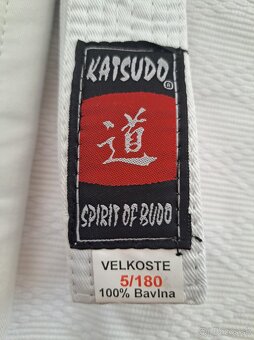 KATSUDO®
道
SPIRIT OF BUDO
VELKOSTE
5/180
100% Bavlna